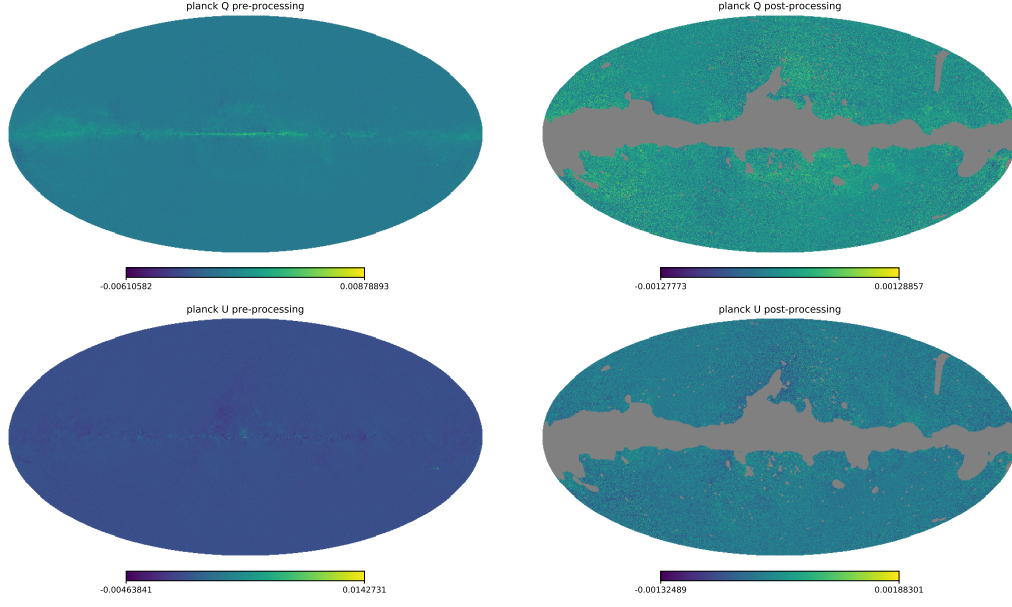 planck Q pre-processing
planck Q post-processing
-0.00610582 0.00878893
-0.00127773 0.00128857
planck U pre-processing
planck U post-processing
-0.00463841 0.0142731
-0.00132489 0.00188301